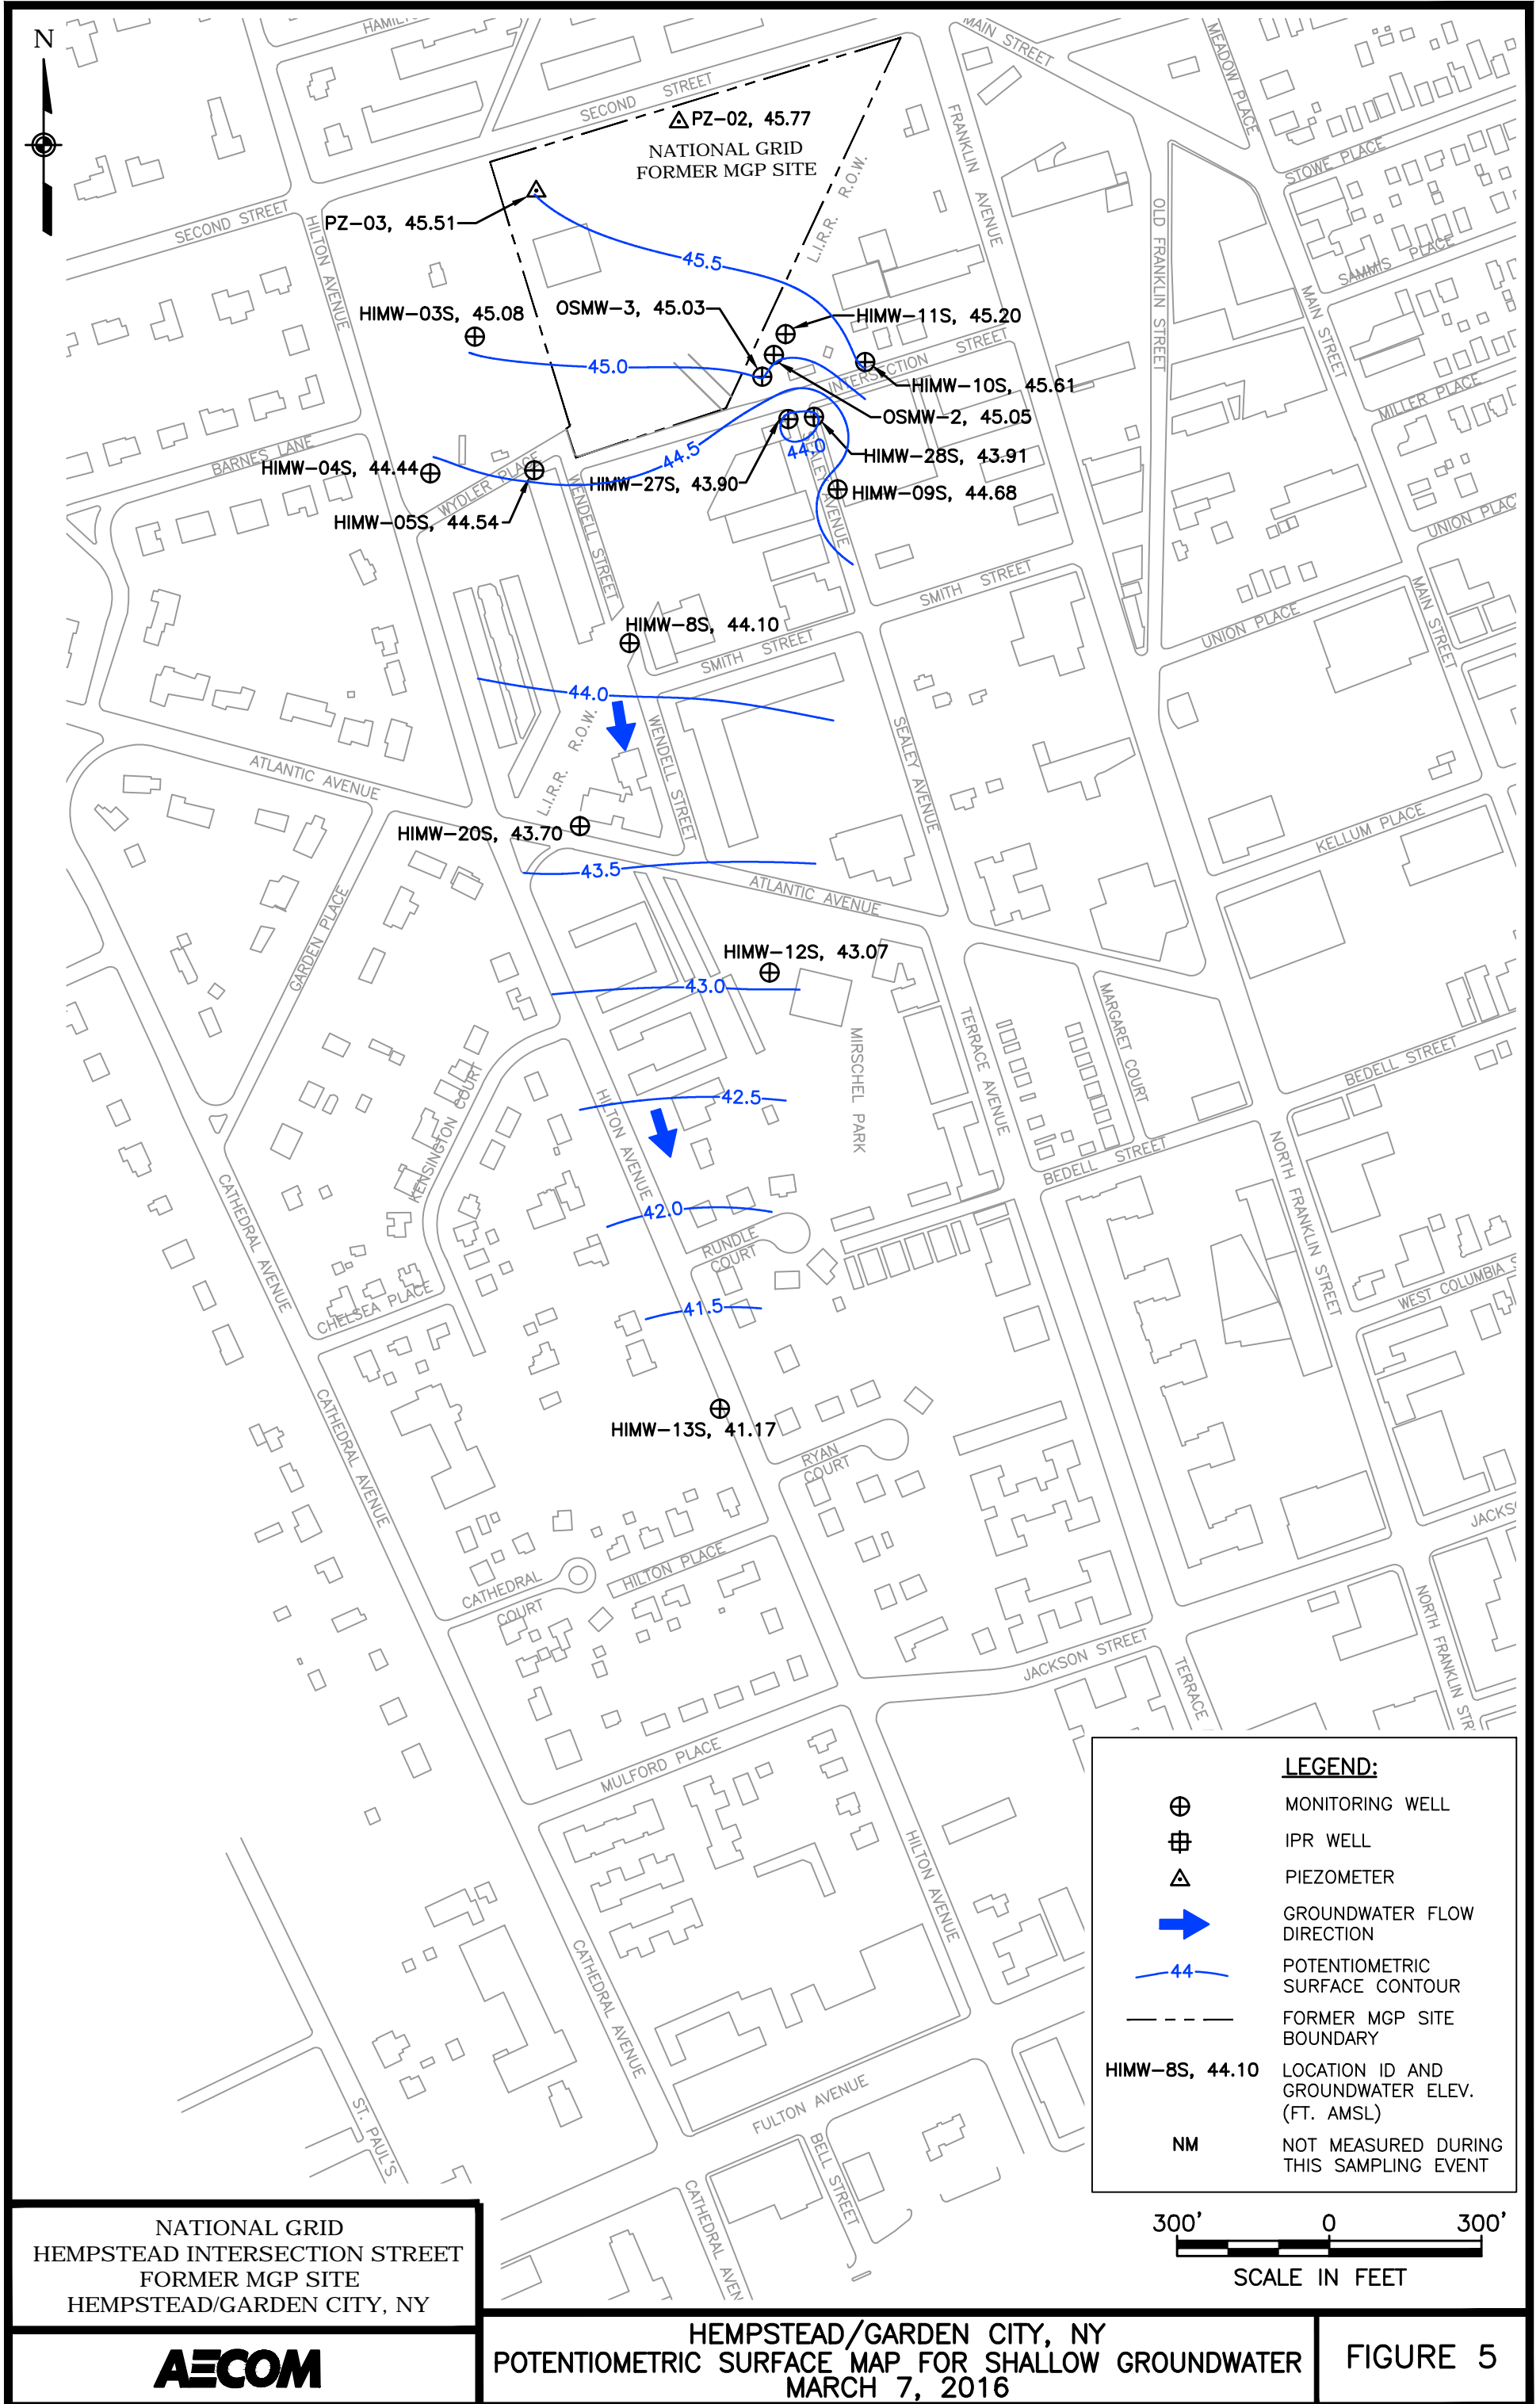 N
HAMIL
MAIN STREET
MEADOW PLACE
SECOND STREET
PZ-02, 45.77
NATIONAL GRID
FORMER MGP SITE
FRANKLIN AVENUE
STOWE PLACE
L.I.R.R. R.O.W.
OLD FRANKLIN STREET
PZ-03, 45.51
SECOND STREET
HILTON AVENUE
SAMMIS PLACE
45.5
MAIN STREET
HIMW-03S, 45.08
OSMW-3, 45.03
HIMW-11S, 45.20
INTERSECTION STREET
45.0
HIMW-10S, 45.61
OSMW-2, 45.05
MILLER PLACE
BARNES LANE
HIMW-04S, 44.44
44.5
44.0
HIMW-28S, 43.91
HIMW-27S, 43.90
HIMW-09S, 44.68
WYDLER PLACE
HIMW-05S, 44.54
WENDELL STREET
SEALEY AVENUE
UNION PLAC
SMITH STREET
MAIN STREET
UNION PLACE
HIMW-8S, 44.10
SMITH STREET
44.0
L.I.R.R. R.O.W.
WENDELL STREET
SEALEY AVENUE
ATLANTIC AVENUE
KELLUM PLACE
HIMW-20S, 43.70
43.5
ATLANTIC AVENUE
GARDEN PLACE
HIMW-12S, 43.07
43.0
MIRSCHEL PARK
TERRACE AVENUE
MARGARET COURT
BEDELL STREET
KENSINGTON COURT
HILTON AVENUE
42.5
BEDELL STREET
NORTH FRANKLIN STREET
CATHEDRAL AVENUE
42.0
RUNDLE
COURT
WEST COLUMBIA S
CHELSEA PLACE
41.5
CATHEDRAL AVENUE
HIMW-13S, 41.17
RYAN
COURT
JACKS
CATHEDRAL
COURT
HILTON PLACE
NORTH FRANKLIN STR
JACKSON STREET
TERRACE
MULFORD PLACE
HILTON AVENUE
CATHEDRAL AVENUE
FULTON AVENUE
ST. PAUL'S
BELL STREET
CATHEDRAL AVEN
LEGEND:
MONITORING WELL
IPR WELL
PIEZOMETER
GROUNDWATER FLOW
DIRECTION
44
POTENTIOMETRIC
SURFACE CONTOUR
FORMER MGP SITE
BOUNDARY
HIMW-8S, 44.10
LOCATION ID AND
GROUNDWATER ELEV.
(FT. AMSL)
NM
NOT MEASURED DURING
THIS SAMPLING EVENT
300' 0 300'
SCALE IN FEET
NATIONAL GRID
HEMPSTEAD INTERSECTION STREET
FORMER MGP SITE
HEMPSTEAD/GARDEN CITY, NY
AECOM
HEMPSTEAD/GARDEN CITY, NY
POTENTIOMETRIC SURFACE MAP FOR SHALLOW GROUNDWATER
MARCH 7, 2016
FIGURE 5